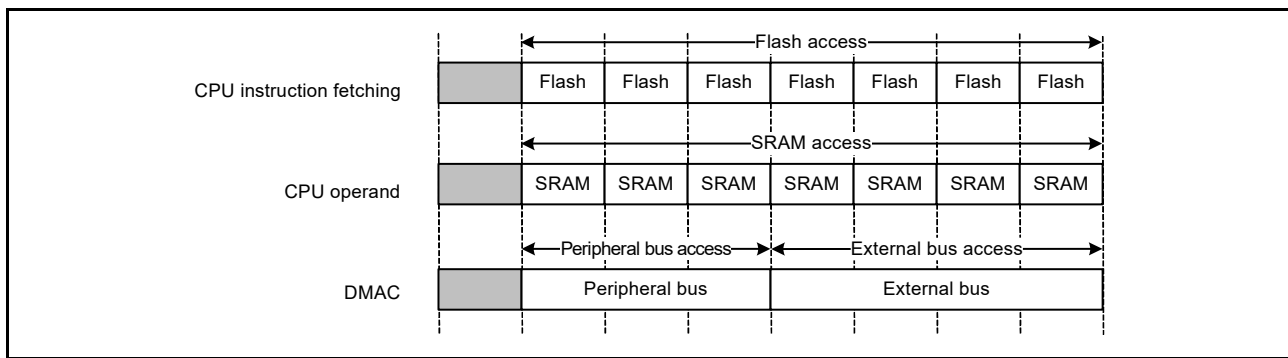 Flash access
CPU instruction fetching Flash Flash Flash Flash Flash Flash Flash
SRAM access
CPU operand SRAM SRAM SRAM SRAM SRAM SRAM SRAM
Peripheral bus access External bus access
DMAC Peripheral bus External bus